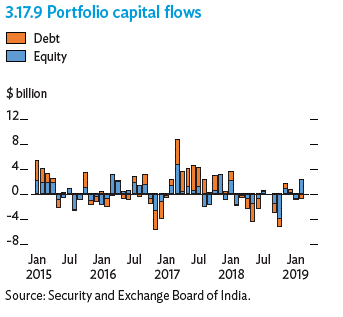 3.17.9 Portfolio capital flows
Debt
Equity
$ billion
12
8
4
0
-4
-8
Jan Jul Jan Jul Jan Jul Jan Jul Jan
2015 2016 2017 2018 2019
Source: Security and Exchange Board of India.